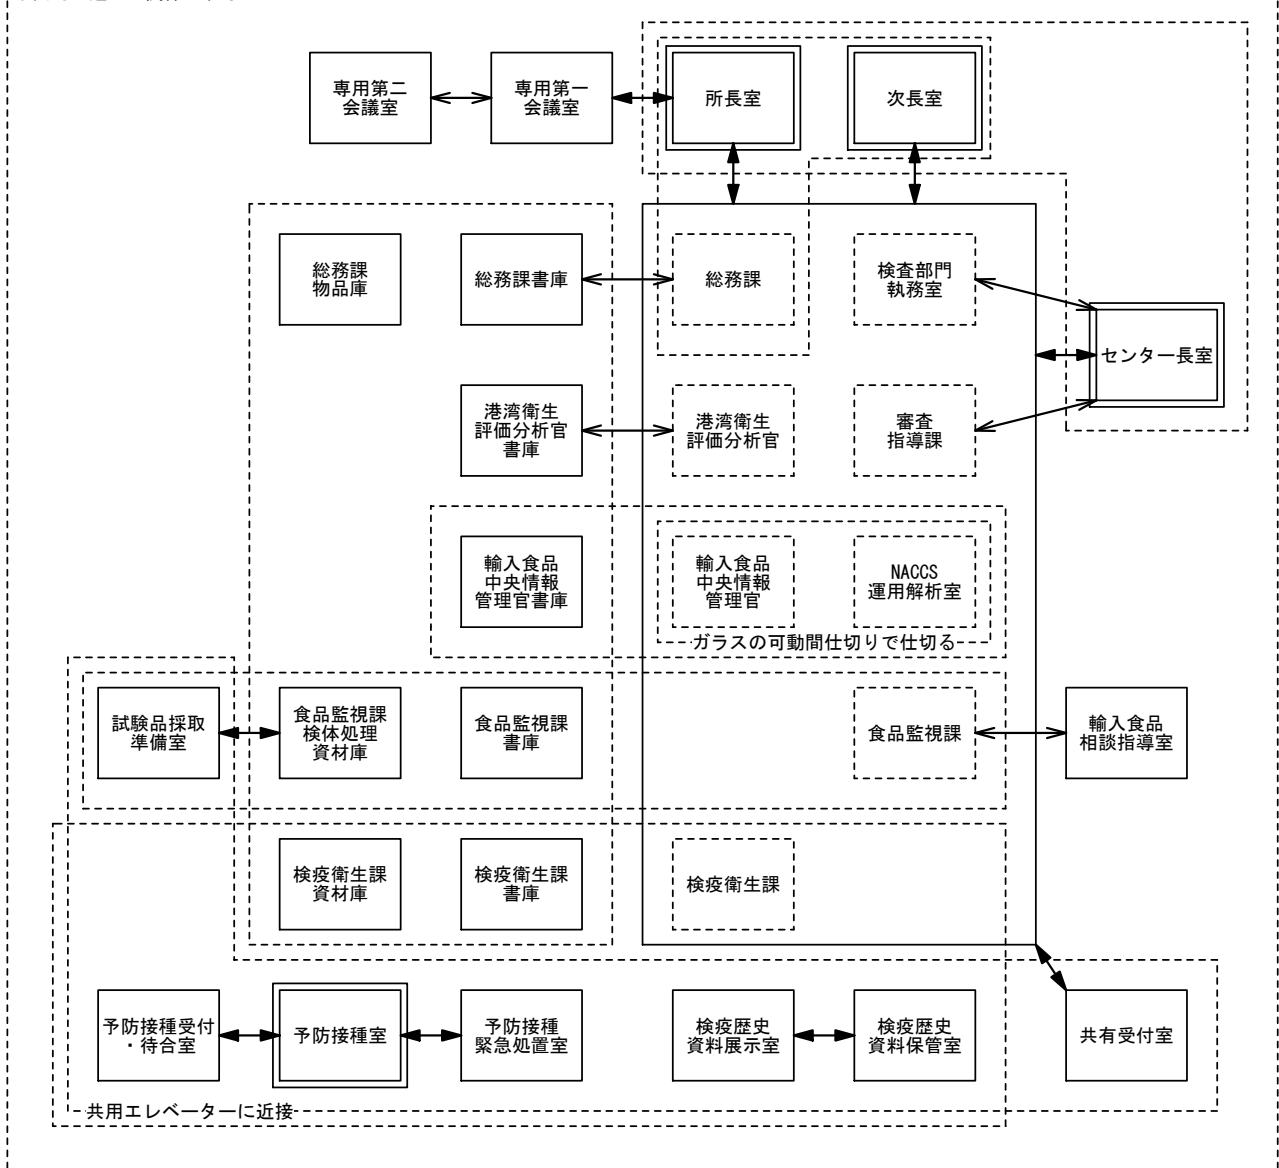 専用第二
会議室
専用第一
会議室
所長室
次長室
総務課
物品庫
総務課書庫
総務課
検査部門
執務室
センター長室
港湾衛生
評価分析官
書庫
港湾衛生
評価分析官
審査
指導課
輸入食品
中央情報
管理官書庫
輸入食品
中央情報
管理官
NACCS
運用解析室
ガラスの可動間仕切りで仕切る
試験品採取
準備室
食品監視課
検体処理
資材庫
食品監視課
書庫
食品監視課
輸入食品
相談指導室
検疫衛生課
資材庫
検疫衛生課
書庫
検疫衛生課
予防接種受付
・待合室
予防接種室
予防接種
緊急処置室
検疫歴史
資料展示室
検疫歴史
資料保管室
共有受付室
共用エレベーターに近接